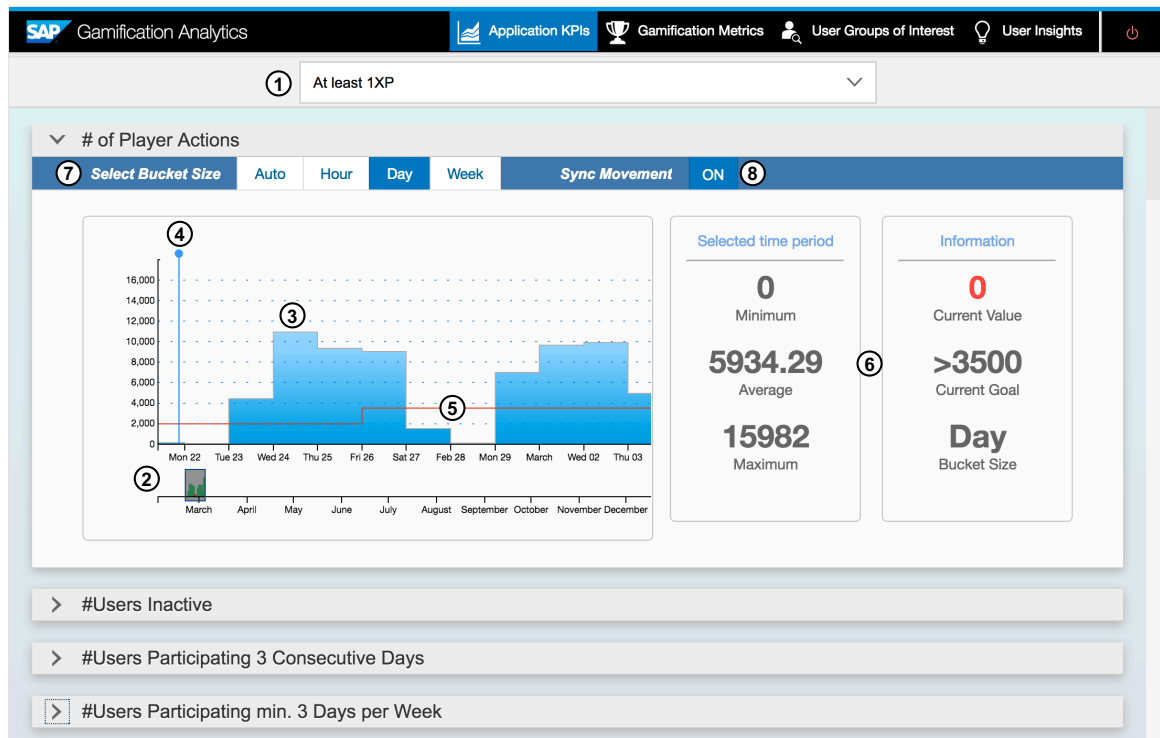 SAP Gamification Analytics Application KPIs Gamification Metrics User Groups of Interest User Insights
1 At least 1XP
# of Player Actions
7 Select Bucket Size Auto Hour Day Week Sync Movement ON 8
4
16,000
14,000
12,000
10,000
8,000
6,000
4,000
2,000
0
3
5
Mon 22 Tue 23 Wed 24 Thu 25 Fri 26 Sat 27 Feb 28 Mon 29 March Wed 02 Thu 03
2
March April May June July August September October November December
Selected time period
0
Minimum
5934.29
Average
15982
Maximum
6
Information
0
Current Value
>3500
Current Goal
Day
Bucket Size
#Users Inactive
#Users Participating 3 Consecutive Days
#Users Participating min. 3 Days per Week